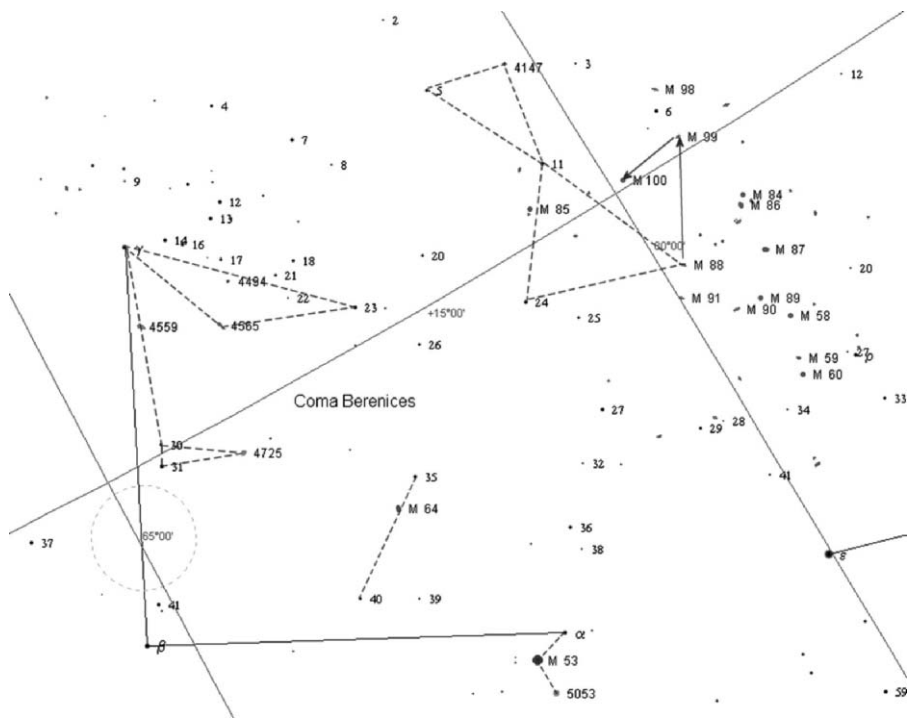 2
4147
3
12
5
M 98
6
4
M 99
7
8
11
9
M 100
M 84
12
M 86
M 85
13
14
16
γ
00°00'
M 87
17
18
20
M 88
20
21
4494
22
23
24
M 91
M 89
+15°00'
M 90
25
M 58
4559
4565
26
M 59
27
ρ
M 60
Coma Berenices
33
27
34
28
29
30
4725
31
32
35
41
M 64
36
65°00'
37
38
ε
40
39
41
α
β
M 53
5053
59